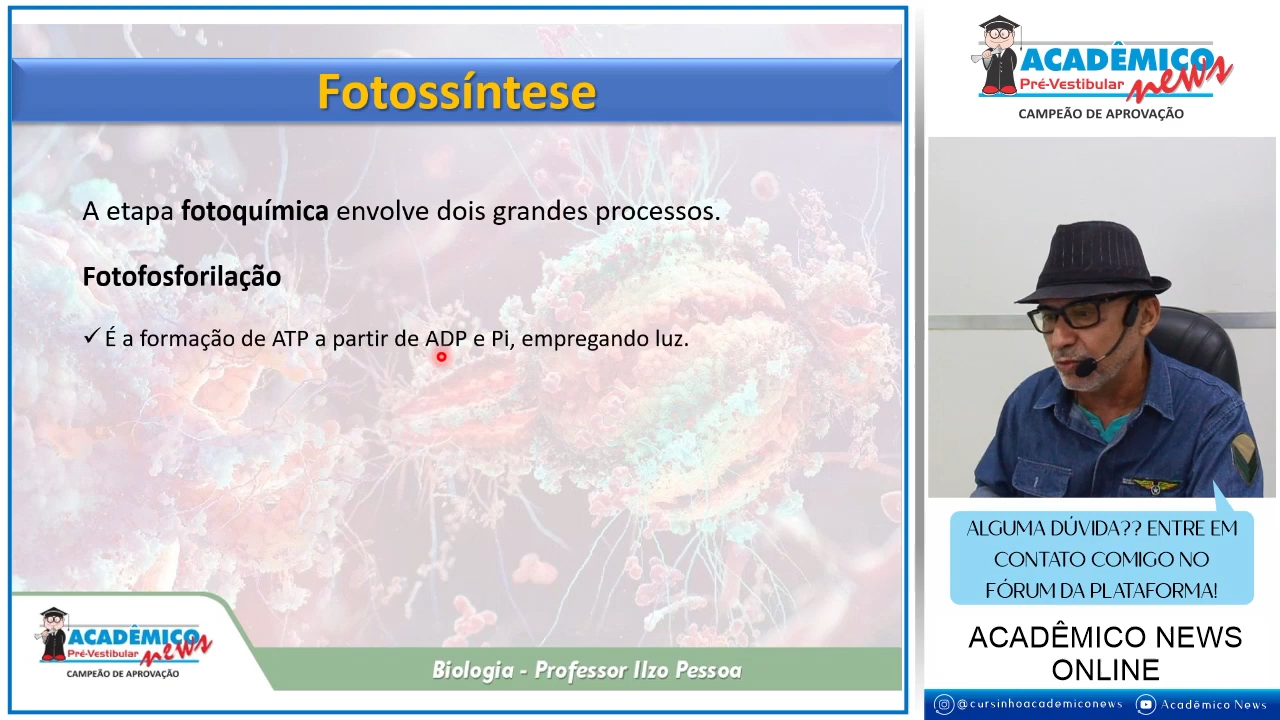 Fotossíntese
A etapa fotoquímica envolve dois grandes processos.
Fotofosforilação
✓ É a formação de ATP a partir de ADP e Pi, empregando luz.
ACADÊMICO
Pré-Vestibular news
CAMPEÃO DE APROVAÇÃO
Biologia - Professor Ilzo Pessoa
ACADÊMICO
Pré-Vestibular news
CAMPEÃO DE APROVAÇÃO
ALGUMA DÚVIDA?? ENTRE EM
CONTATO COMIGO NO
FÓRUM DA PLATAFORMA!
ACADÊMICO NEWS
ONLINE
@cursinhoacademiconews Acadêmico News